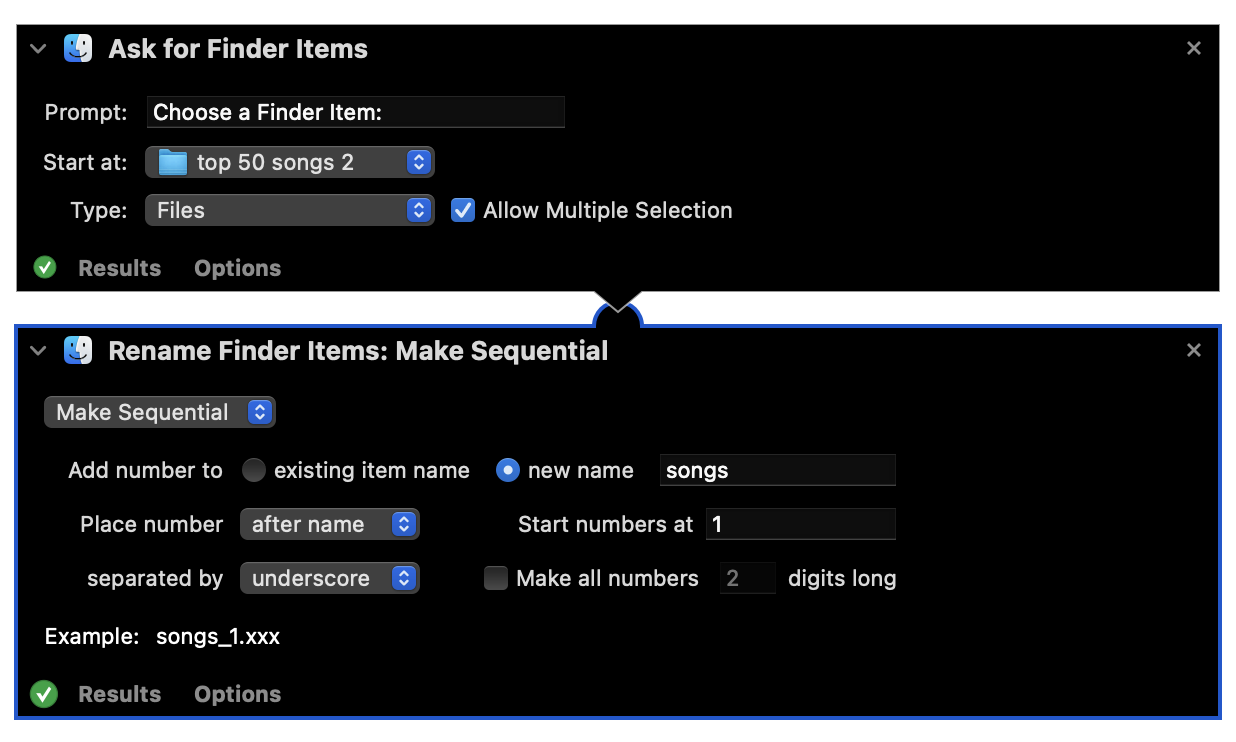 Ask for Finder Items
Prompt: Choose a Finder Item:
Start at: top 50 songs 2
Type: Files Allow Multiple Selection
Results Options
Rename Finder Items: Make Sequential
Make Sequential
Add number to existing item name new name songs
Place number after name Start numbers at 1
separated by underscore Make all numbers 2 digits long
Example: songs_1.xxx
Results Options